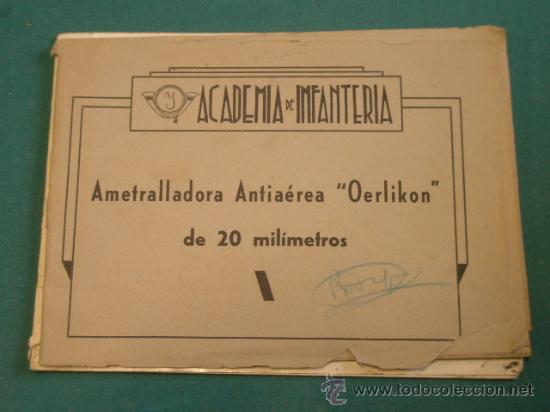 Y ACADEMIA DE INFANTERIA
Ametralladora Antiaérea "Oerlikon"
de 20 milímetros
www.todocoleccion.net